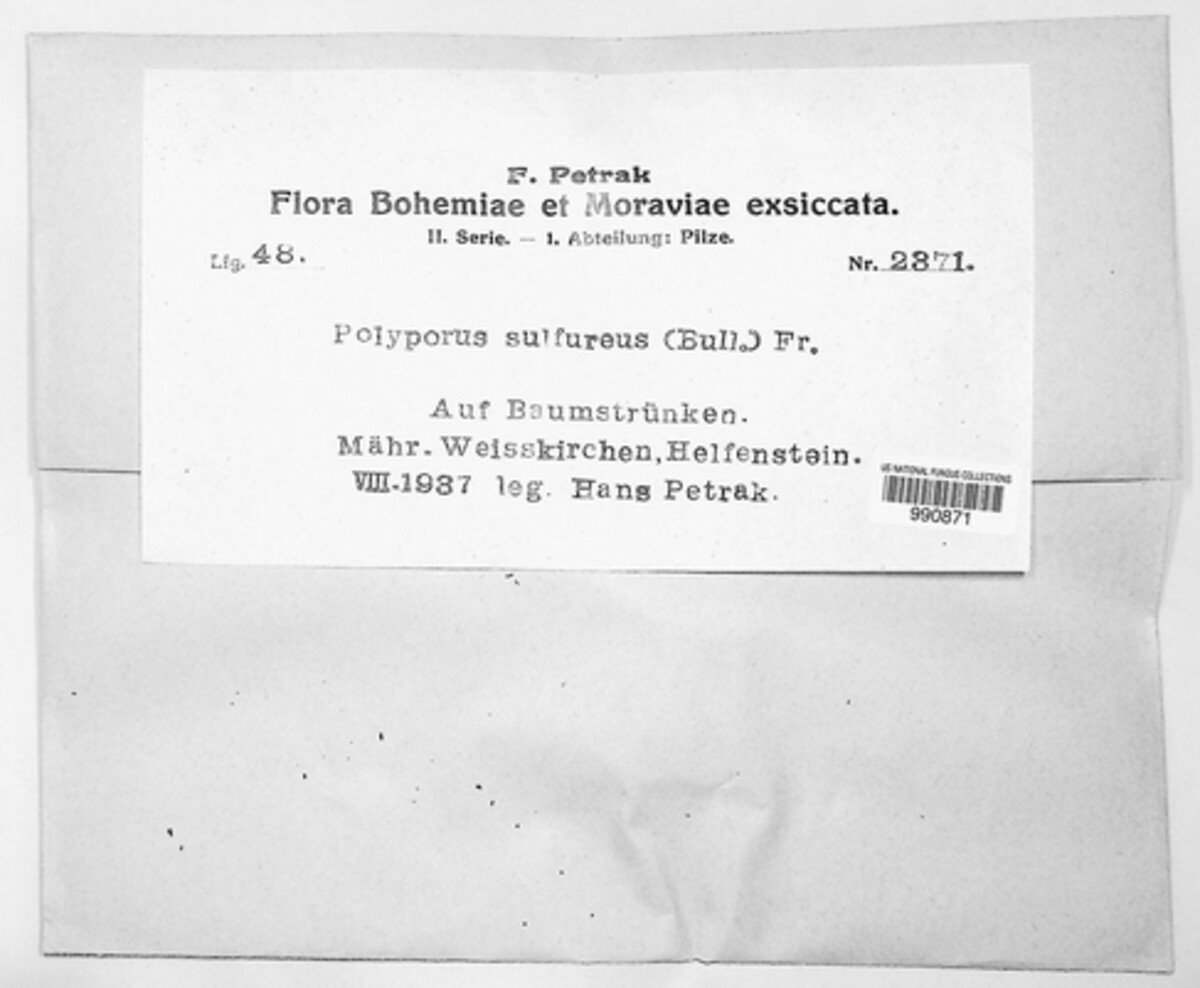 F. Petrak
Flora Bohemiae et Moraviae exsiccata.
II. Serie. — 1. Abteilung: Pilze.
Lfg. 48. Nr. 2371.
Polyporus sulfureus (Bull.) Fr.
Auf Baumstrünken.
Mähr. Weisskirchen, Helfenstein.
VIII.1937 leg. Hans Petrak.
US NATIONAL FUNGUS COLLECTIONS
990871